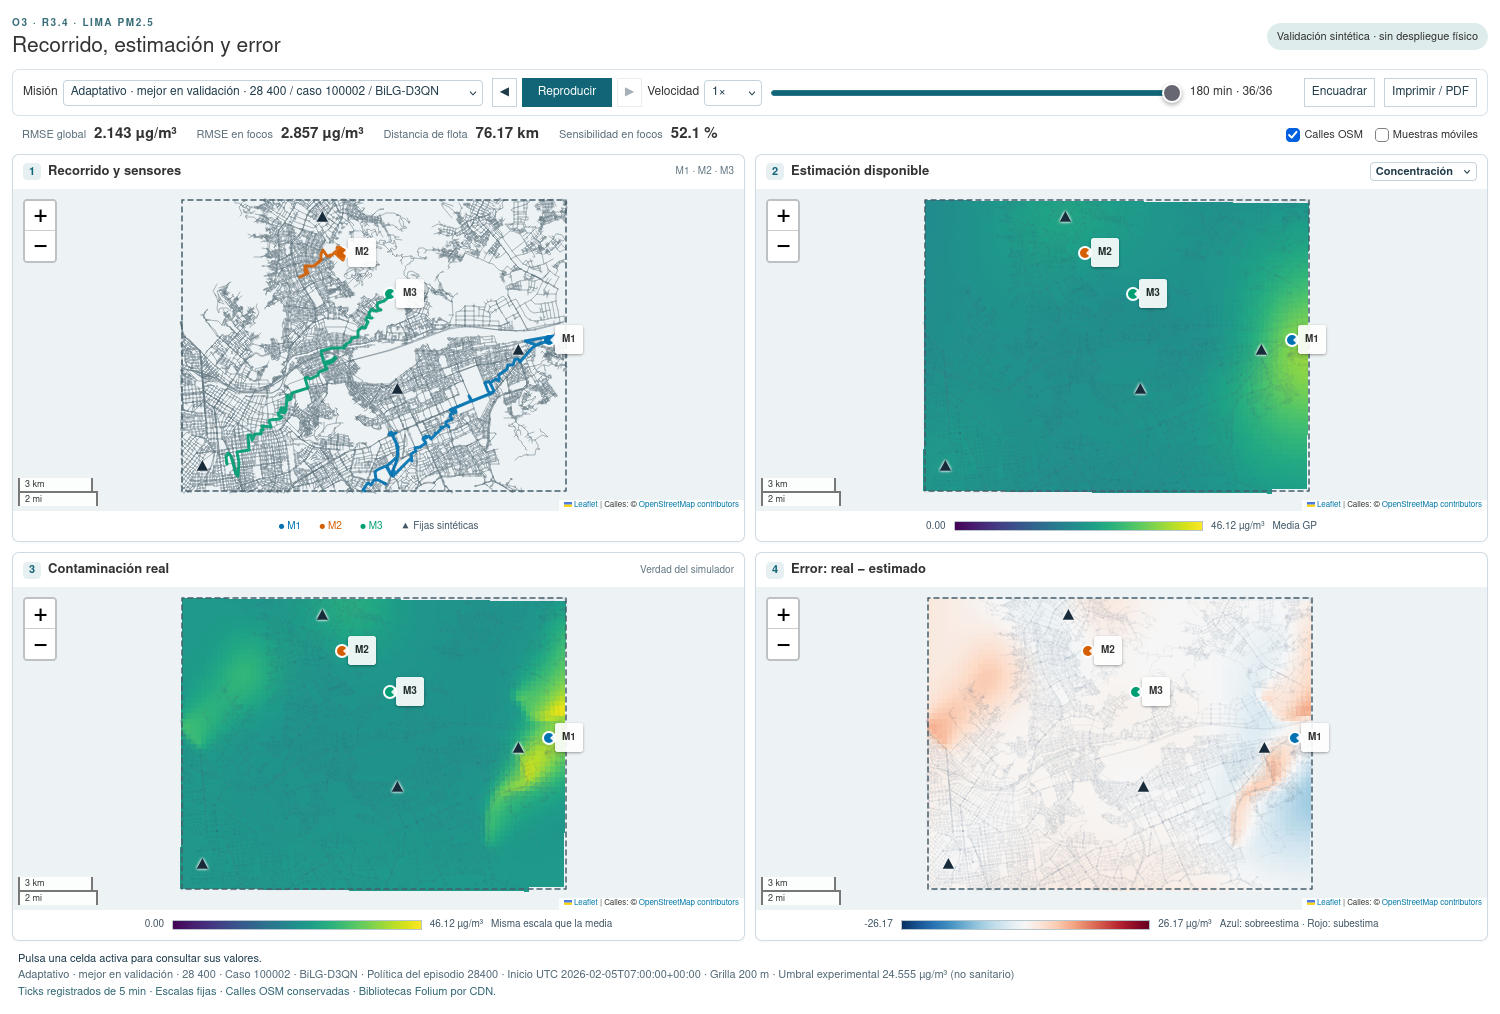 O3 · R3.4 · LIMA PM2.5
Recorrido, estimación y error
Validación sintética · sin despliegue físico
Misión
Adaptativo · mejor en validación · 28 400 / caso 100002 / BiLG-D3QN
◀
Reproducir
▶
Velocidad
1×
180 min · 36/36
Encuadrar
Imprimir / PDF
RMSE global 2.143 µg/m³ RMSE en focos 2.857 µg/m³ Distancia de flota 76.17 km Sensibilidad en focos 52.1 %
Calles OSM
Muestras móviles
1 Recorrido y sensores
M1 · M2 · M3
+
−
M2
M3
M1
3 km
2 mi
Leaflet | Calles: © OpenStreetMap contributors
M1 M2 M3 ▲ Fijas sintéticas
2 Estimación disponible
Concentración
+
−
M2
M3
M1
3 km
2 mi
Leaflet | Calles: © OpenStreetMap contributors
0.00 46.12 µg/m³ Media GP
3 Contaminación real
Verdad del simulador
+
−
M2
M3
M1
3 km
2 mi
Leaflet | Calles: © OpenStreetMap contributors
0.00 46.12 µg/m³ Misma escala que la media
4 Error: real − estimado
+
−
M2
M3
M1
3 km
2 mi
Leaflet | Calles: © OpenStreetMap contributors
-26.17 26.17 µg/m³ Azul: sobreestima · Rojo: subestima
Pulsa una celda activa para consultar sus valores.
Adaptativo · mejor en validación · 28 400 · Caso 100002 · BiLG-D3QN · Política del episodio 28400 · Inicio UTC 2026-02-05T07:00:00+00:00 · Grilla 200 m · Umbral experimental 24.555 µg/m³ (no sanitario)
Ticks registrados de 5 min · Escalas fijas · Calles OSM conservadas · Bibliotecas Folium por CDN.